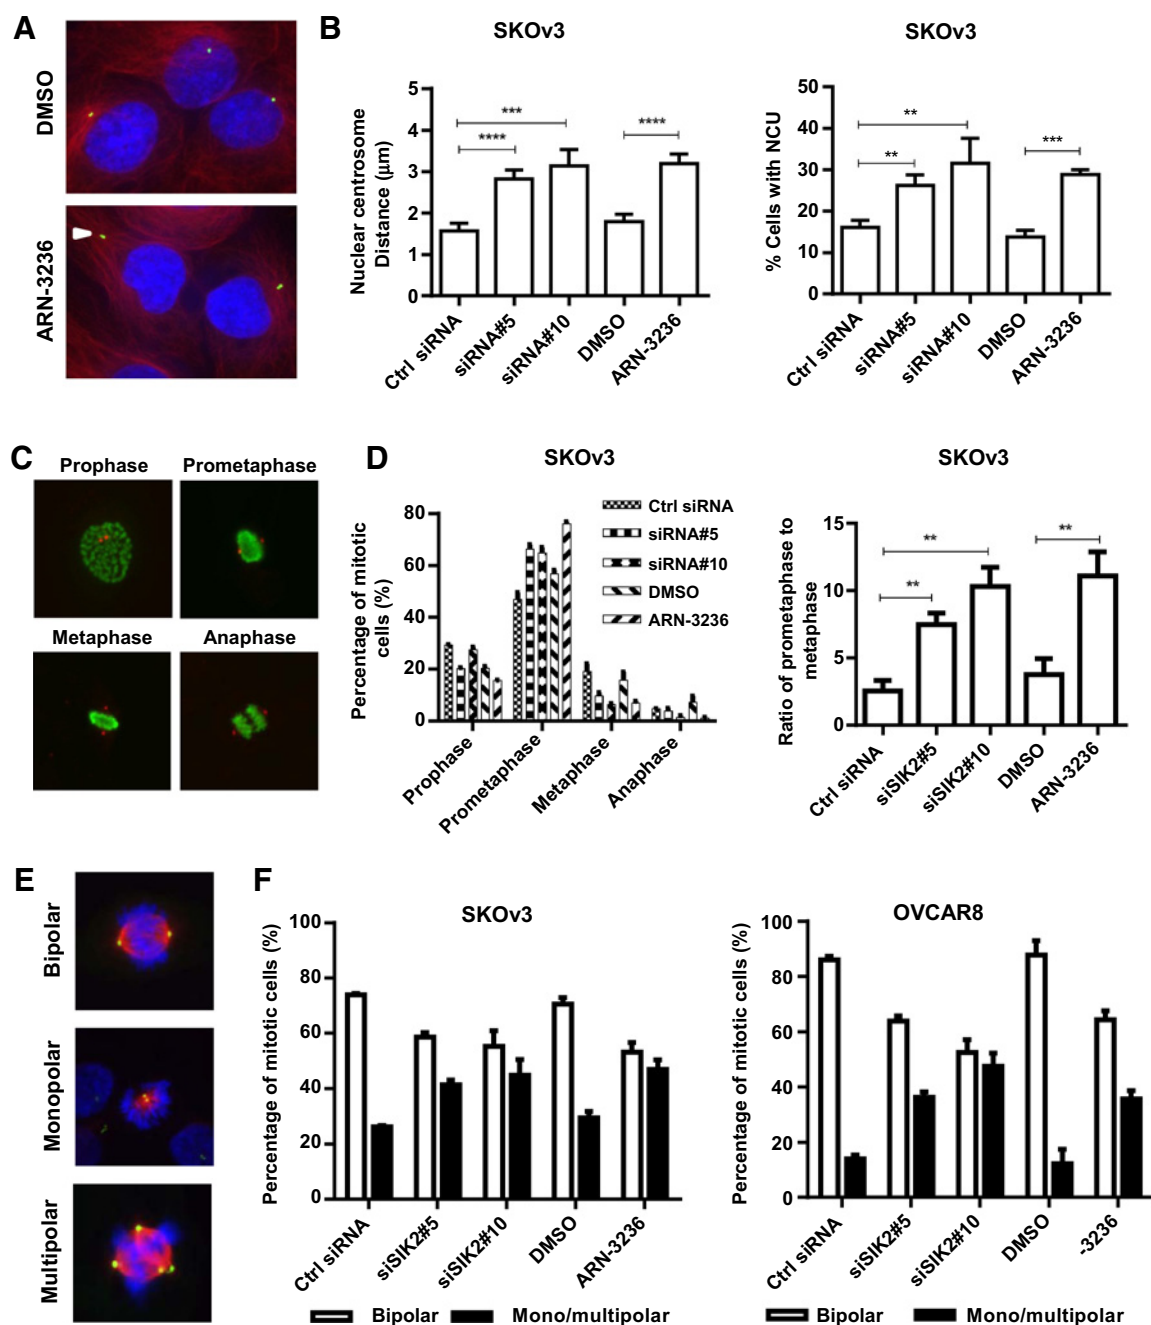 A
DMSO
ARN-3236
B
SKOv3
Nuclear centrosome
Distance (μm)
5
4
3
2
1
0
***
****
****
Ctrl siRNA
siRNA#5
siRNA#10
DMSO
ARN-3236
SKOv3
% Cells with NCU
50
40
30
20
10
0
**
**
***
Ctrl siRNA
siRNA#5
siRNA#10
DMSO
ARN-3236
C
Prophase
Prometaphase
Metaphase
Anaphase
D
SKOv3
Percentage of mitotic
cells (%)
80
60
40
20
0
Ctrl siRNA
siRNA#5
siRNA#10
DMSO
ARN-3236
Prophase
Prometaphase
Metaphase
Anaphase
SKOv3
Ratio of prometaphase to
metaphase
15
10
5
0
**
**
**
Ctrl siRNA
siSIK2#5
siSIK2#10
DMSO
ARN-3236
E
Bipolar
Monopolar
Multipolar
F
SKOv3
Percentage of mitotic cells (%)
100
80
60
40
20
0
Ctrl siRNA
siSIK2#5
siSIK2#10
DMSO
ARN-3236
Bipolar
Mono/multipolar
OVCAR8
Percentage of mitotic cells (%)
100
80
60
40
20
0
Ctrl siRNA
siSIK2#5
siSIK2#10
DMSO
-3236
Bipolar
Mono/multipolar